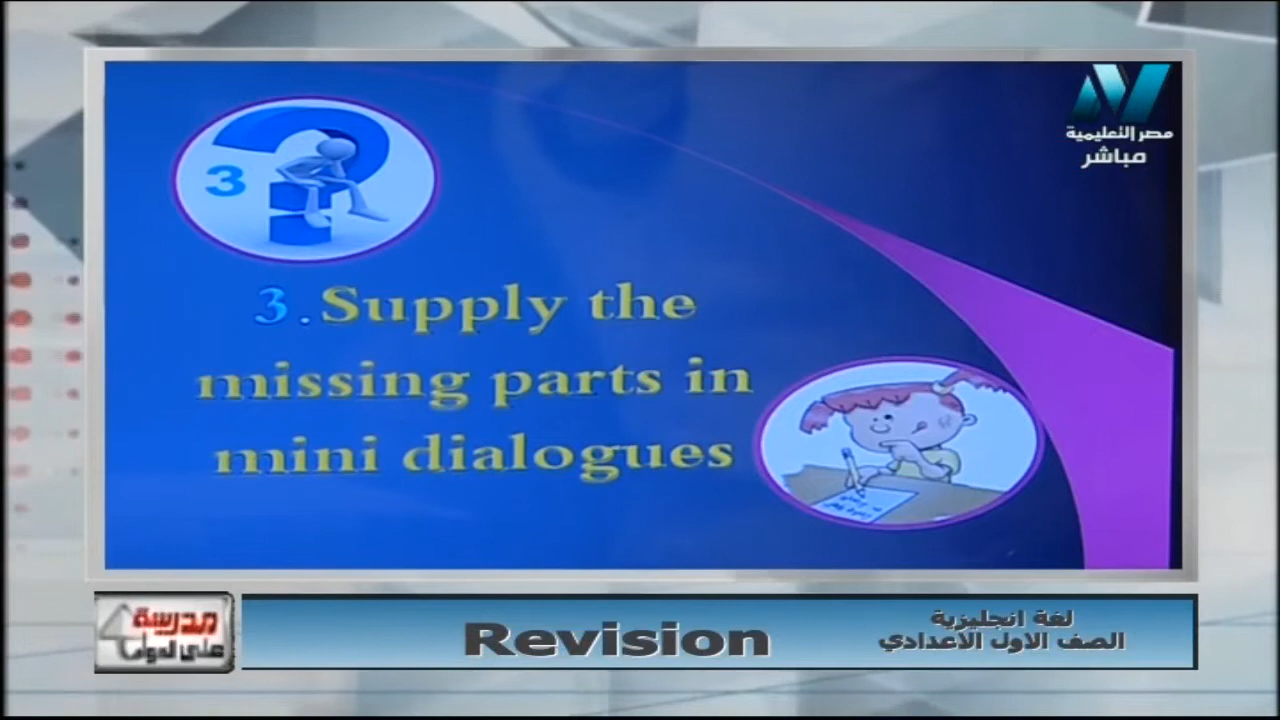 مصر التعليمية
مباشر
3
3. Supply the
missing parts in
mini dialogues
مدرسة
على الهواء
Revision
لغة انجليزية
الصف الاول الاعدادي